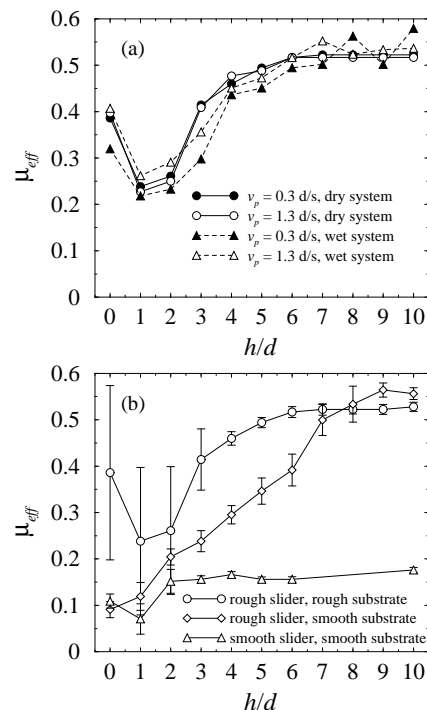 0.6
(a)
0.5
0.4
μeff
0.3
0.2
0.1
0
vp = 0.3 d/s, dry system
vp = 1.3 d/s, dry system
vp = 0.3 d/s, wet system
vp = 1.3 d/s, wet system
0 1 2 3 4 5 6 7 8 9 10
h/d
0.6
(b)
0.5
0.4
μeff
0.3
0.2
0.1
0
rough slider, rough substrate
rough slider, smooth substrate
smooth slider, smooth substrate
0 1 2 3 4 5 6 7 8 9 10
h/d